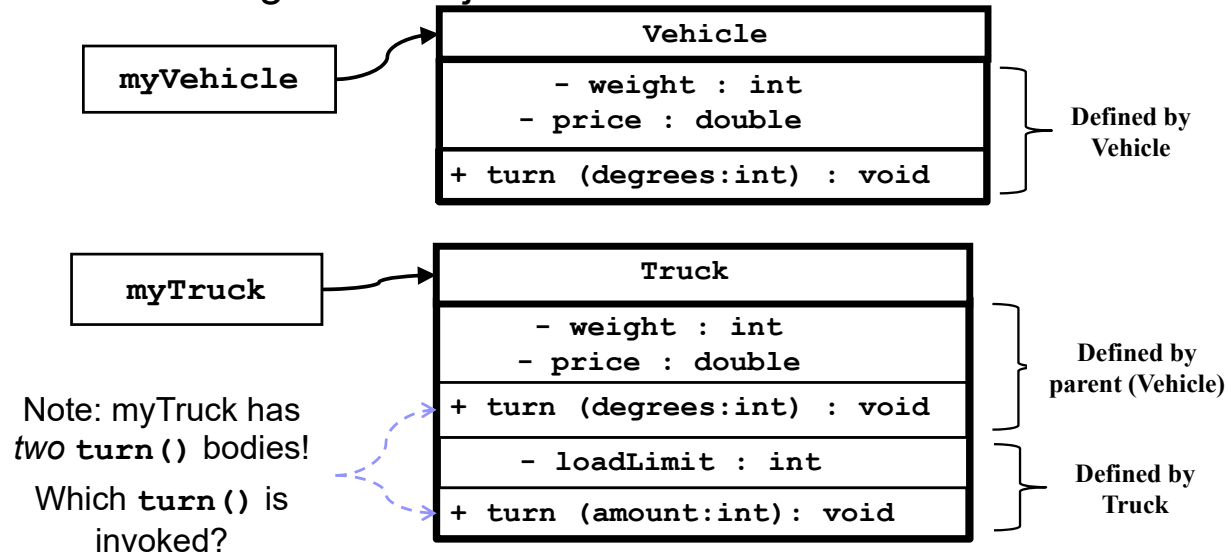 myVehicle
Vehicle
- weight : int
- price : double
+ turn (degrees:int) : void
Defined by
Vehicle
myTruck
Truck
- weight : int
- price : double
+ turn (degrees:int) : void
Defined by
parent (Vehicle)
- loadLimit : int
+ turn (amount:int): void
Defined by
Truck
Note: myTruck has
two turn() bodies!
Which turn() is
invoked?